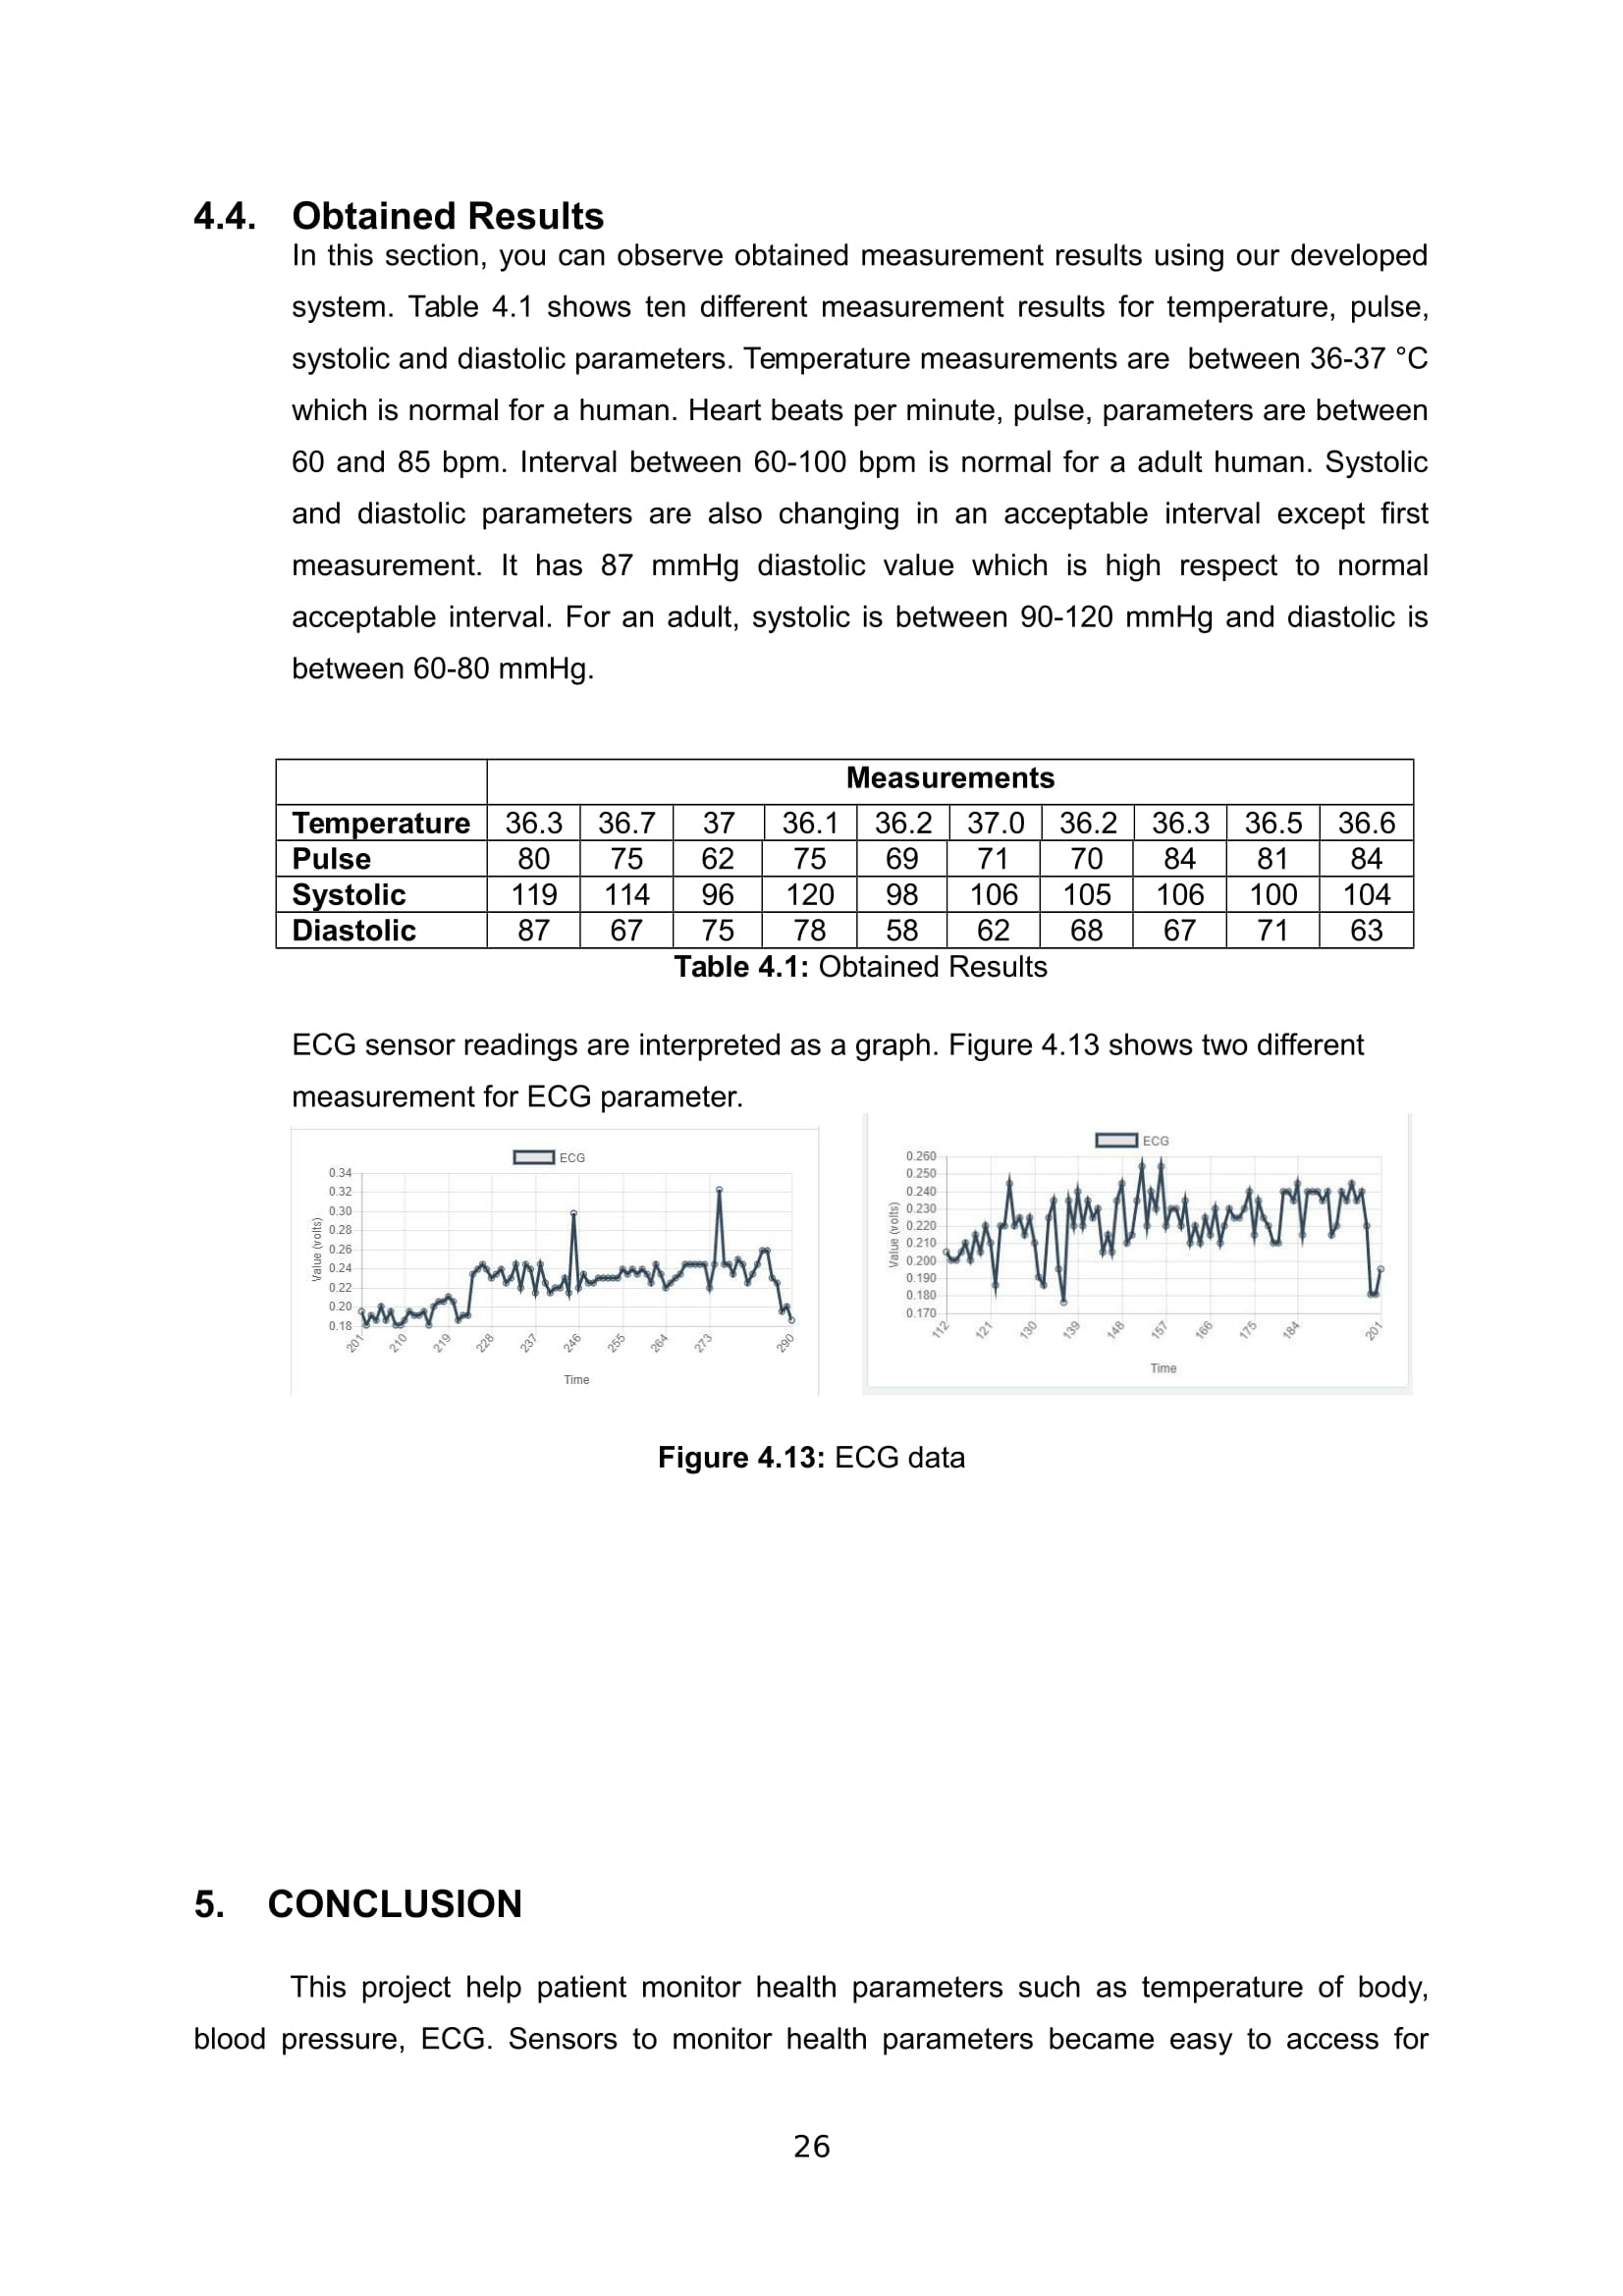 4.4. Obtained Results
In this section, you can observe obtained measurement results using our developed
system. Table 4.1 shows ten different measurement results for temperature, pulse,
systolic and diastolic parameters. Temperature measurements are between 36-37 °C
which is normal for a human. Heart beats per minute, pulse, parameters are between
60 and 85 bpm. Interval between 60-100 bpm is normal for a adult human. Systolic
and diastolic parameters are also changing in an acceptable interval except first
measurement. It has 87 mmHg diastolic value which is high respect to normal
acceptable interval. For an adult, systolic is between 90-120 mmHg and diastolic is
between 60-80 mmHg.
Measurements
Temperature 36.3 36.7 37 36.1 36.2 37.0 36.2 36.3 36.5 36.6
Pulse 80 75 62 75 69 71 70 84 81 84
Systolic 119 114 96 120 98 106 105 106 100 104
Diastolic 87 67 75 78 58 62 68 67 71 63
Table 4.1: Obtained Results
ECG sensor readings are interpreted as a graph. Figure 4.13 shows two different
measurement for ECG parameter.
ECG
Value (volts)
0.34
0.32
0.30
0.28
0.26
0.24
0.22
0.20
0.18
201 210 219 228 237 246 255 264 273 290
Time
ECG
Value (volts)
0.260
0.250
0.240
0.230
0.220
0.210
0.200
0.190
0.180
0.170
112 121 130 139 148 157 166 175 184 201
Time
Figure 4.13: ECG data
5. CONCLUSION
This project help patient monitor health parameters such as temperature of body,
blood pressure, ECG. Sensors to monitor health parameters became easy to access for
26